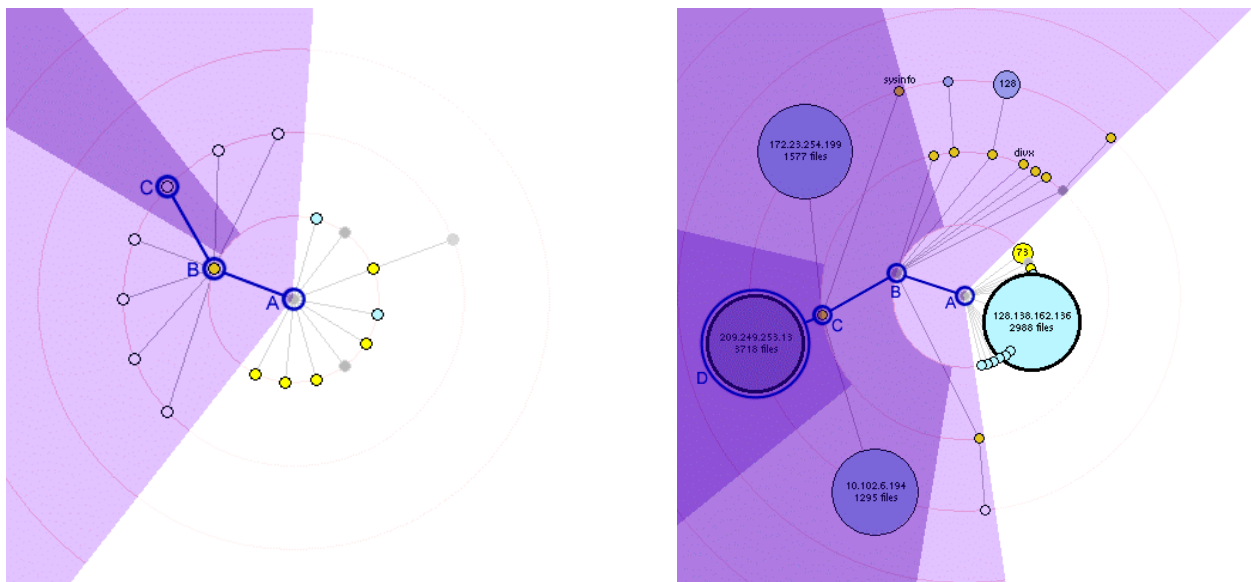 C
B
A
sysinfo
128
172.23.254.199
1577 files
divx
73
B
A
C
128.138.162.136
2988 files
209.249.253.13
3718 files
D
10.102.6.194
1295 files